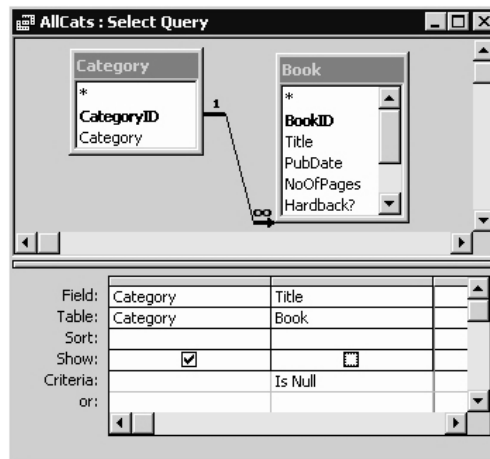 AllCats : Select Query
Category
*
CategoryID
Category
1
∞
Book
*
BookID
Title
PubDate
NoOfPages
Hardback?
Field: Category Title
Table: Category Book
Sort:
Show:
Criteria: Is Null
or: